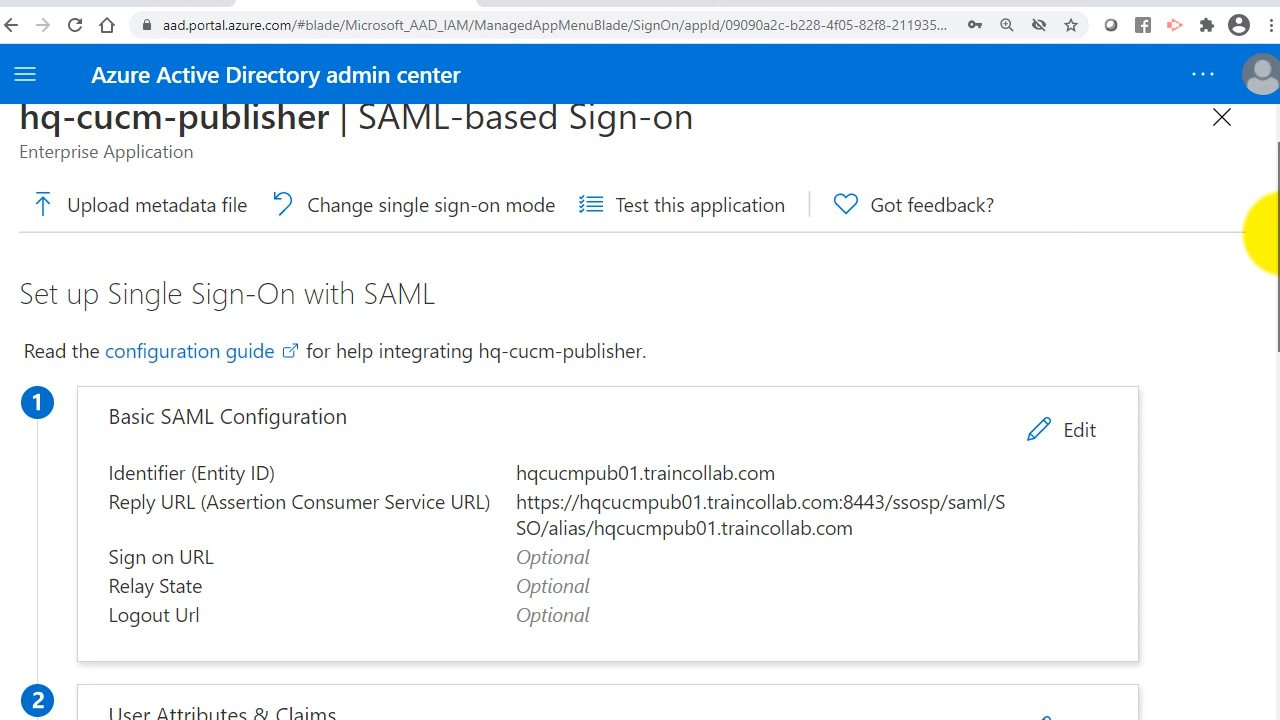 aad.portal.azure.com/#blade/Microsoft_AAD_IAM/ManagedAppMenuBlade/SignOn/appId/09090a2c-b228-4f05-82f8-211935...
Azure Active Directory admin center
hq-cucm-publisher | SAML-based Sign-on
Enterprise Application
Upload metadata file Change single sign-on mode Test this application Got feedback?
Set up Single Sign-On with SAML
Read the configuration guide for help integrating hq-cucm-publisher.
1
Basic SAML Configuration
Edit
Identifier (Entity ID) hqcucmpub01.traincollab.com
Reply URL (Assertion Consumer Service URL) https://hqcucmpub01.traincollab.com:8443/ssosp/saml/S
SO/alias/hqcucmpub01.traincollab.com
Sign on URL Optional
Relay State Optional
Logout Url Optional
2
User Attributes & Claims